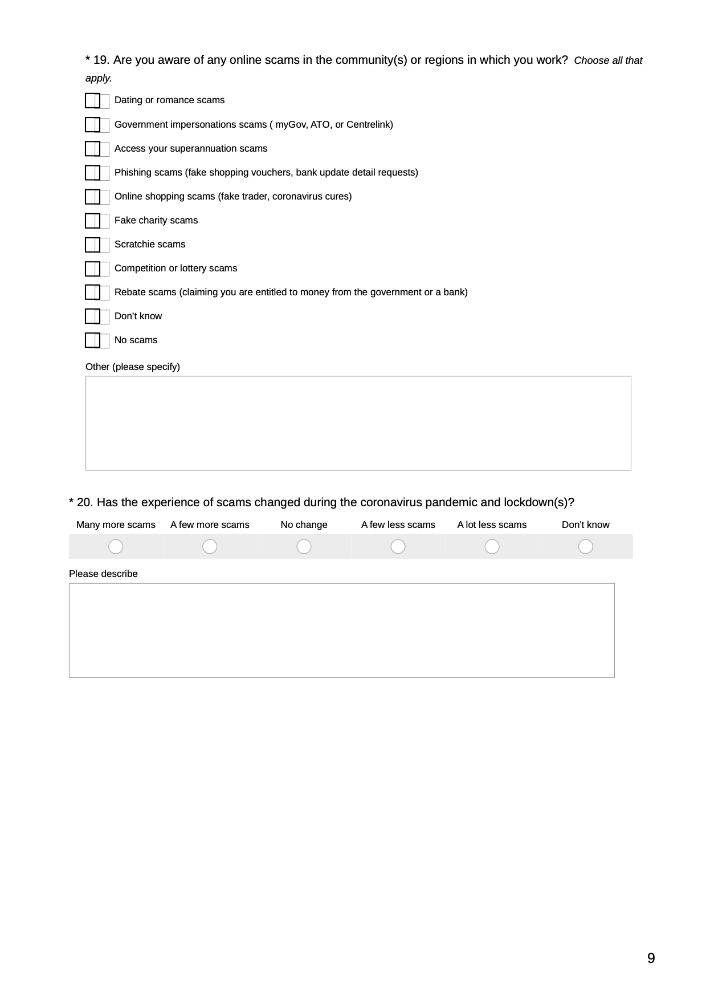 * 19. Are you aware of any online scams in the community(s) or regions in which you work? Choose all that
apply.
Dating or romance scams
Government impersonations scams ( myGov, ATO, or Centrelink)
Access your superannuation scams
Phishing scams (fake shopping vouchers, bank update detail requests)
Online shopping scams (fake trader, coronavirus cures)
Fake charity scams
Scratchie scams
Competition or lottery scams
Rebate scams (claiming you are entitled to money from the government or a bank)
Don't know
No scams
Other (please specify)
* 20. Has the experience of scams changed during the coronavirus pandemic and lockdown(s)?
Many more scams A few more scams No change A few less scams A lot less scams Don't know
Please describe
9